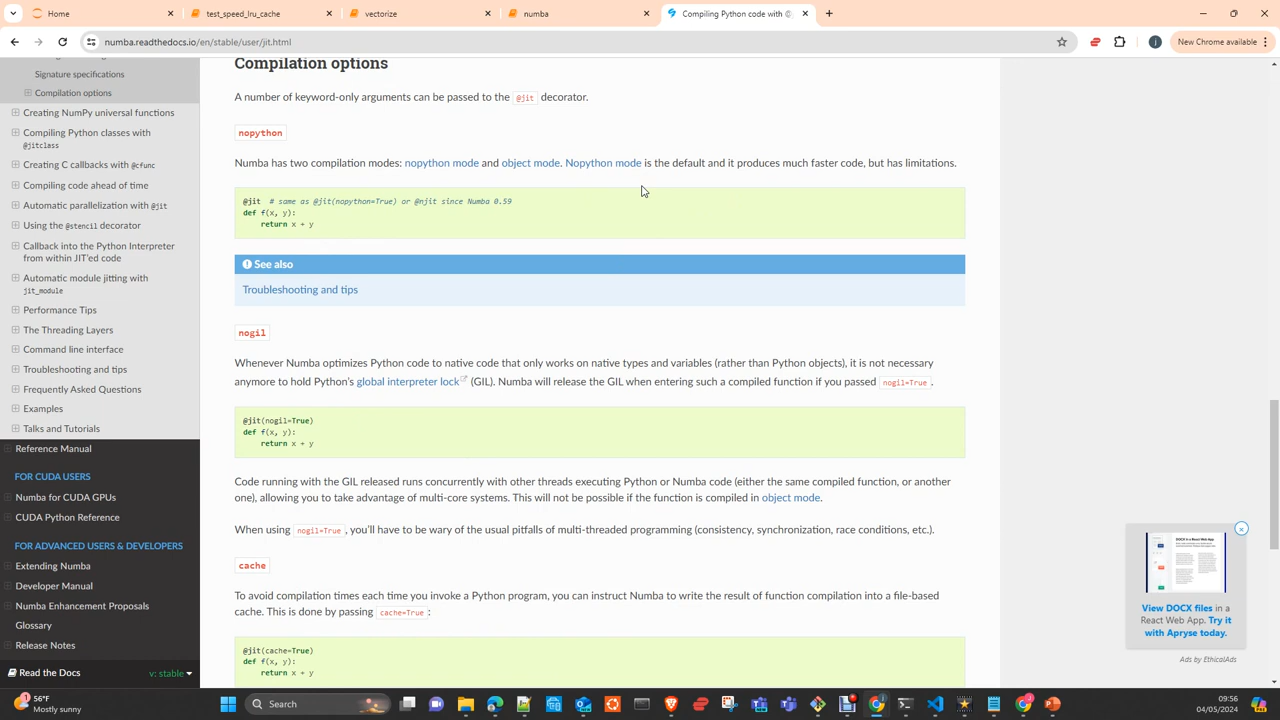 Home
test_speed_lru_cache
vectorize
numba
Compiling Python code with @
numba.readthedocs.io/en/stable/user/jit.html
New Chrome available
Signature specifications
Compilation options
Creating NumPy universal functions
Compiling Python classes with
@jitclass
Creating C callbacks with @cfunc
Compiling code ahead of time
Automatic parallelization with @jit
Using the @stencil decorator
Callback into the Python Interpreter
from within JIT'ed code
Automatic module jitting with
jit_module
Performance Tips
The Threading Layers
Command line interface
Troubleshooting and tips
Frequently Asked Questions
Examples
Talks and Tutorials
Reference Manual
FOR CUDA USERS
Numba for CUDA GPUs
CUDA Python Reference
FOR ADVANCED USERS & DEVELOPERS
Extending Numba
Developer Manual
Numba Enhancement Proposals
Glossary
Release Notes
Read the Docs
v: stable
Compilation options
A number of keyword-only arguments can be passed to the @jit decorator.
nopython
Numba has two compilation modes: nopython mode and object mode. Nopython mode is the default and it produces much faster code, but has limitations.
@jit # same as @jit(nopython=True) or @njit since Numba 0.59
def f(x, y):
return x + y
See also
Troubleshooting and tips
nogil
Whenever Numba optimizes Python code to native code that only works on native types and variables (rather than Python objects), it is not necessary
anymore to hold Python's global interpreter lock (GIL). Numba will release the GIL when entering such a compiled function if you passed nogil=True.
@jit(nogil=True)
def f(x, y):
return x + y
Code running with the GIL released runs concurrently with other threads executing Python or Numba code (either the same compiled function, or another
one), allowing you to take advantage of multi-core systems. This will not be possible if the function is compiled in object mode.
When using nogil=True, you'll have to be wary of the usual pitfalls of multi-threaded programming (consistency, synchronization, race conditions, etc.).
cache
To avoid compilation times each time you invoke a Python program, you can instruct Numba to write the result of function compilation into a file-based
cache. This is done by passing cache=True:
@jit(cache=True)
def f(x, y):
return x + y
View DOCX files in a
React Web App. Try it
with Apryse today.
Ads by EthicalAds
56°F
Mostly sunny
Search
09:56
04/05/2024